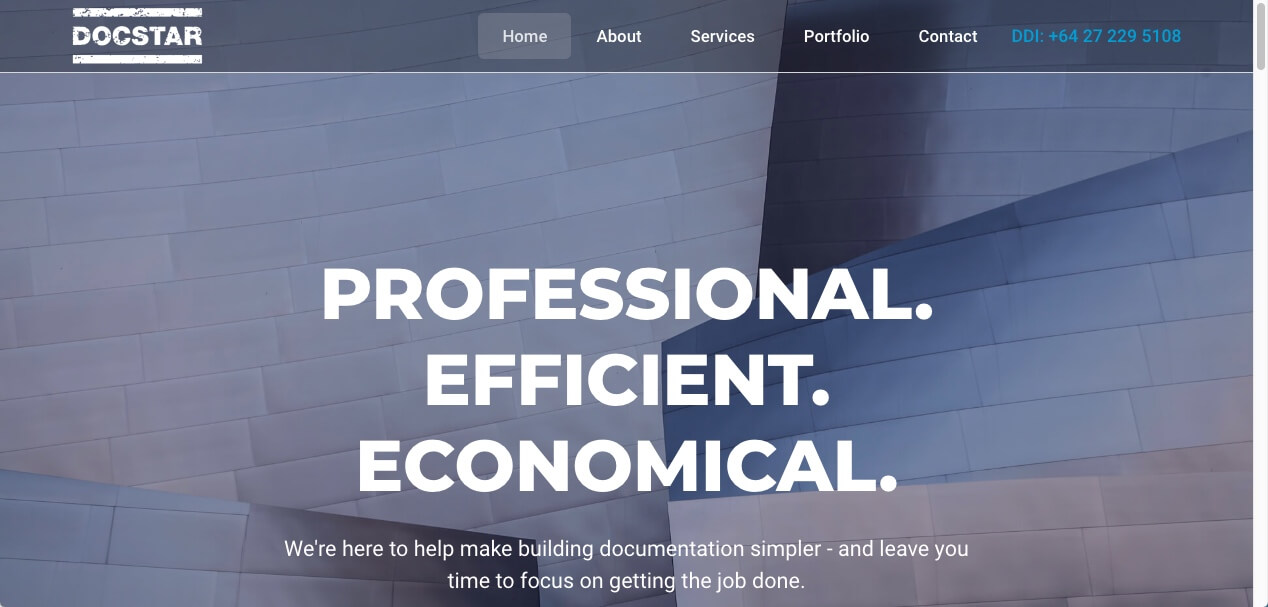 DOCSTAR
Home About Services Portfolio Contact DDI: +64 27 229 5108
PROFESSIONAL.
EFFICIENT.
ECONOMICAL.
We're here to help make building documentation simpler - and leave you
time to focus on getting the job done.